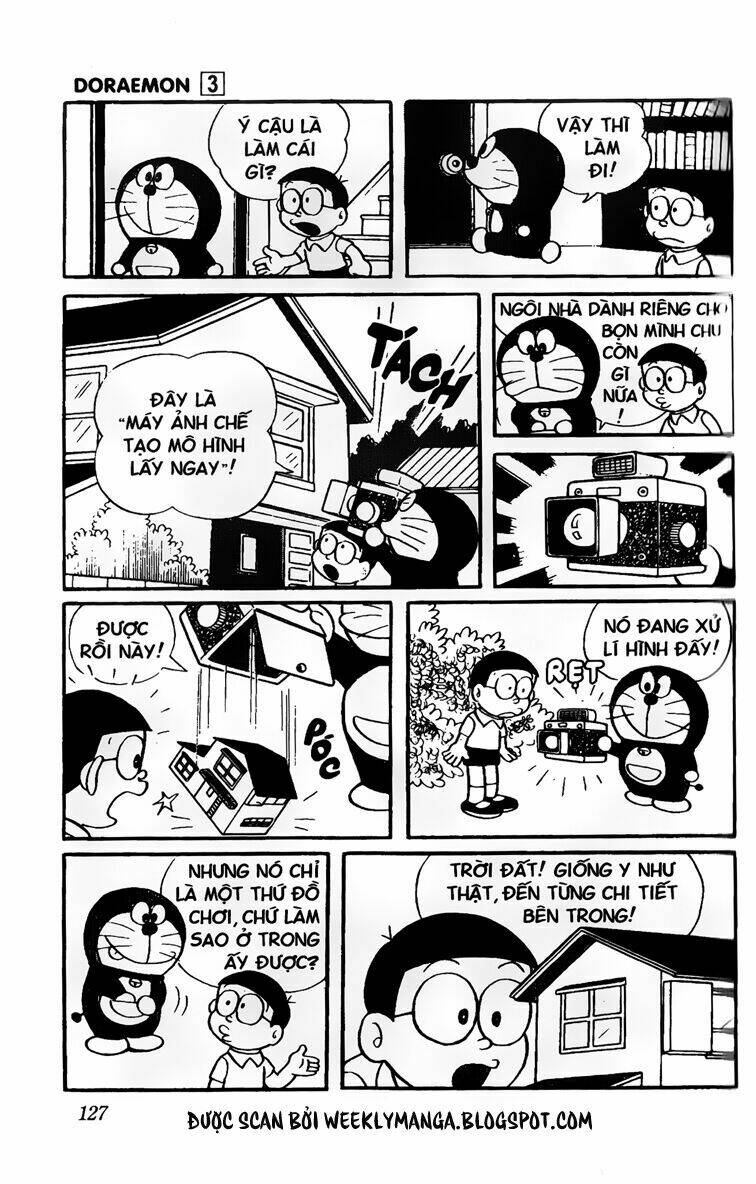 DORAEMON 3
Ý CẬU LÀ
LÀM CÁI
GÌ?
VẬY THÌ
LÀM
ĐI!
ĐÂY LÀ
"MÁY ẢNH CHẾ
TẠO MÔ HÌNH
LẤY NGAY"!
TÁCH
NGÔI NHÀ DÀNH RIÊNG CHO
BỌN MÌNH CHỨ
CÒN
GÌ
NỮA
!
ĐƯỢC
RỒI NÀY!
PÓC
NÓ ĐANG XỬ
LÍ HÌNH ĐẤY!
RẸT
NHƯNG NÓ CHỈ
LÀ MỘT THỨ ĐỒ
CHƠI, CHỨ LÀM
SAO Ở TRONG
ẤY ĐƯỢC?
TRỜI ĐẤT! GIỐNG Y NHƯ
THẬT, ĐẾN TỪNG CHI TIẾT
BÊN TRONG!
127
ĐƯỢC SCAN BỞI WEEKLYMANGA.BLOGSPOT.COM